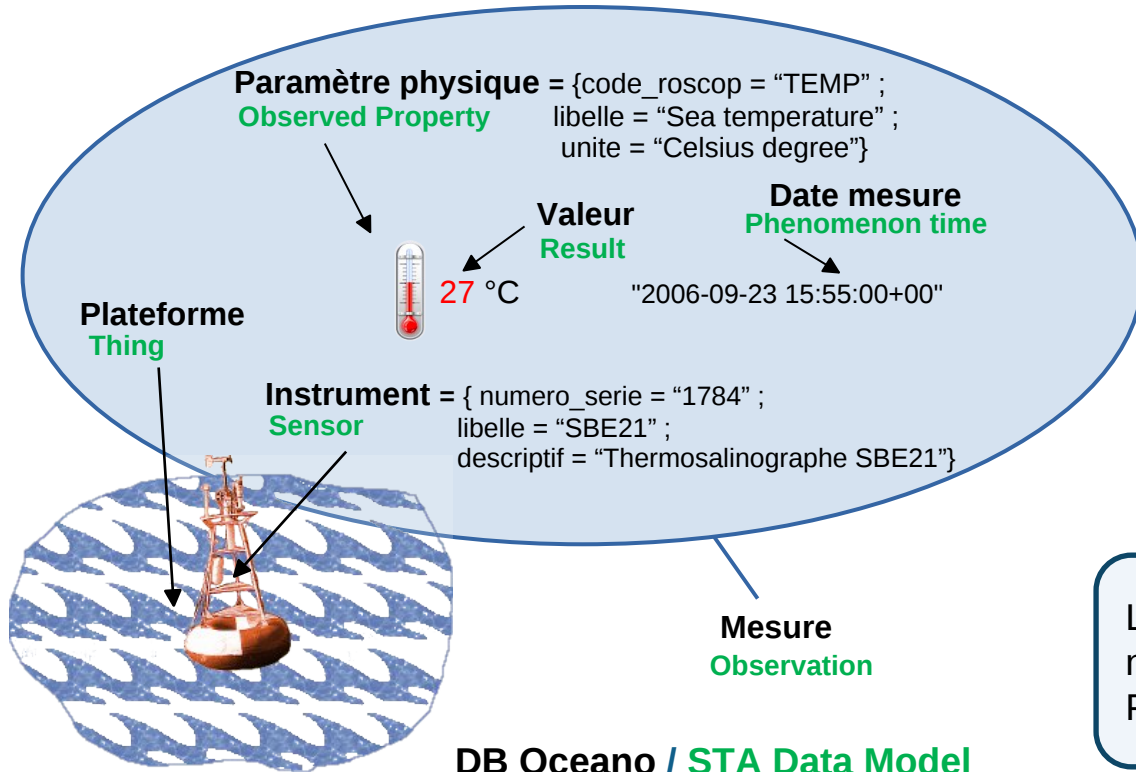 Paramètre physique = {code_roscop = “TEMP” ;
Observed Property
libelle = “Sea temperature” ;
unite = “Celsius degree”}
Date mesure
Phenomenon time
Valeur
Result
27 °C
"2006-09-23 15:55:00+00"
Plateforme
Thing
Instrument = { numero_serie = “1784” ;
Sensor
libelle = “SBE21” ;
descriptif = “Thermosalinographe SBE21”}
Mesure
Observation
DB Oceano / STA Data Model